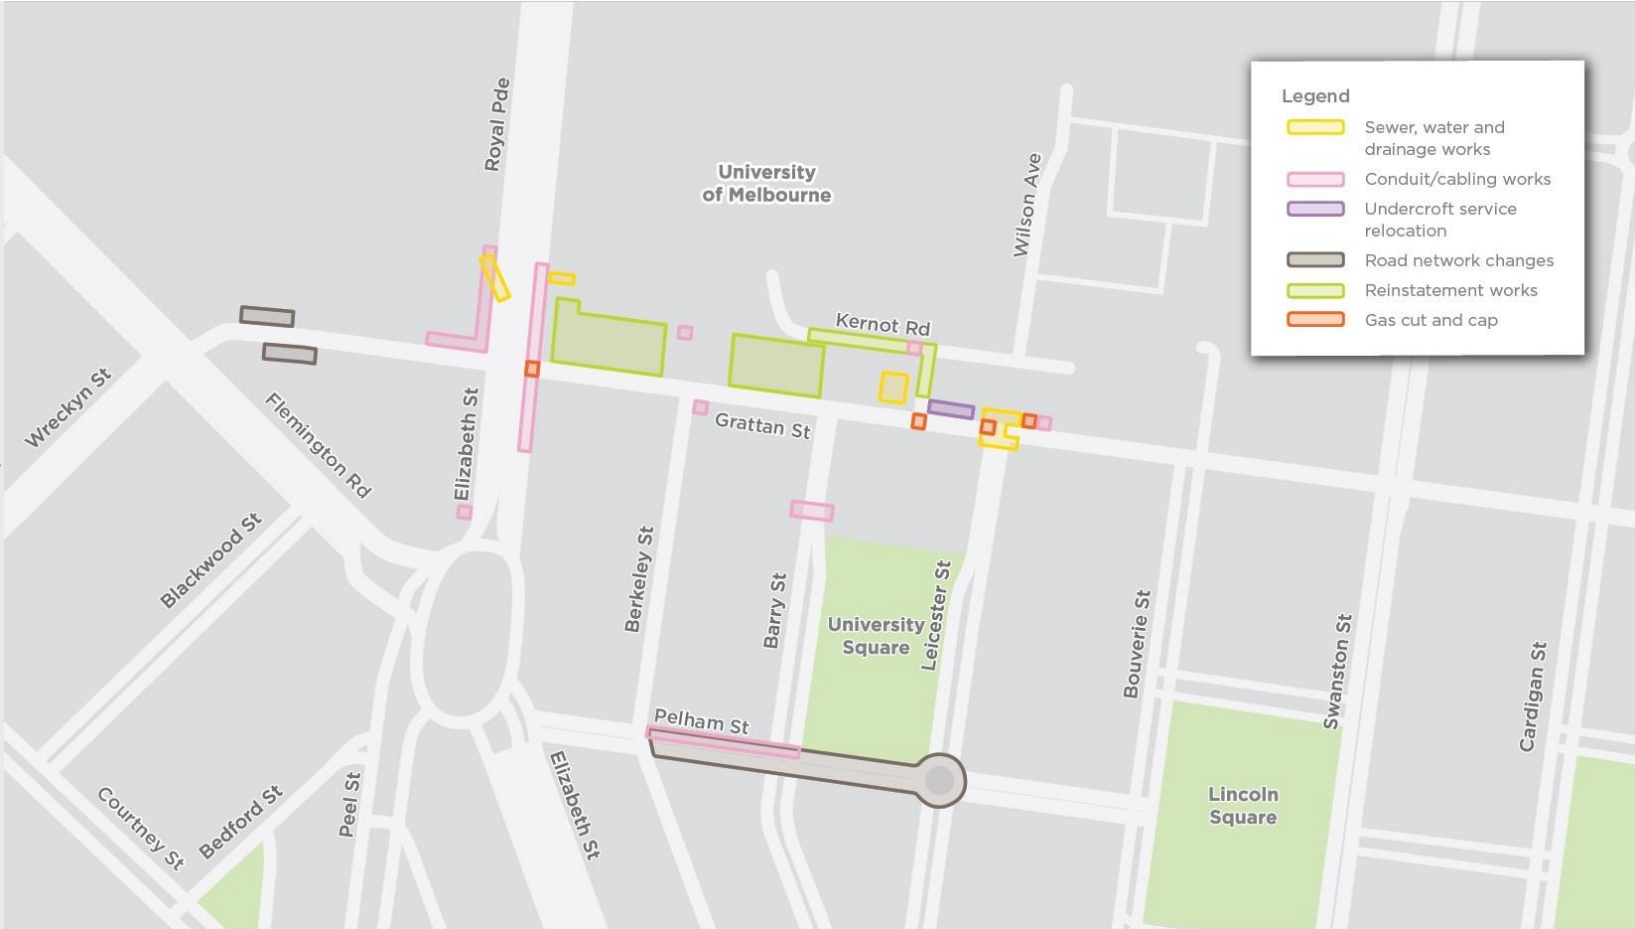 Royal Pde
University
of Melbourne
Wilson Ave
Legend
Sewer, water and
drainage works
Conduit/cabling works
Undercroft service
relocation
Road network changes
Reinstatement works
Gas cut and cap
Kernot Rd
Wreckyn St
Flemington Rd
Elizabeth St
Grattan St
Blackwood St
Berkeley St
Barry St
University
Square
Leicester St
Bouverie St
Swanston St
Cardigan St
Pelham St
Courtney St
Bedford St
Peel St
Elizabeth St
Lincoln
Square